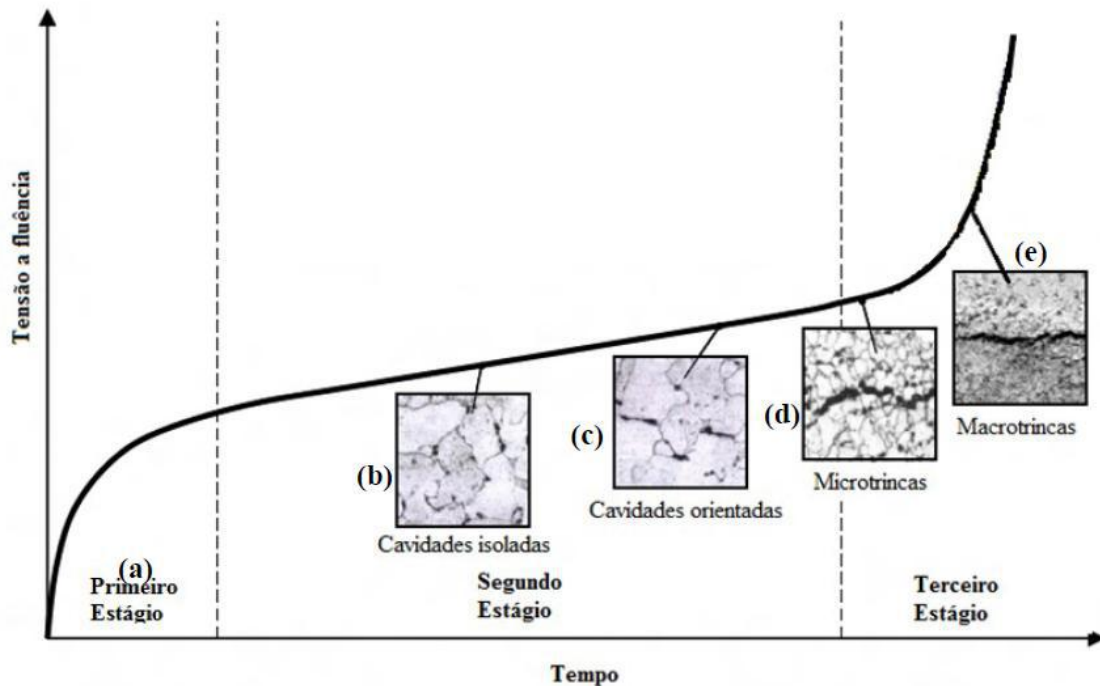 Tensão a fluência
(a)
Primeiro
Estágio
(b)
Cavidades isoladas
Segundo
Estágio
(c)
Cavidades orientadas
(d)
Microtrincas
(e)
Macrotrincas
Terceiro
Estágio
Tempo